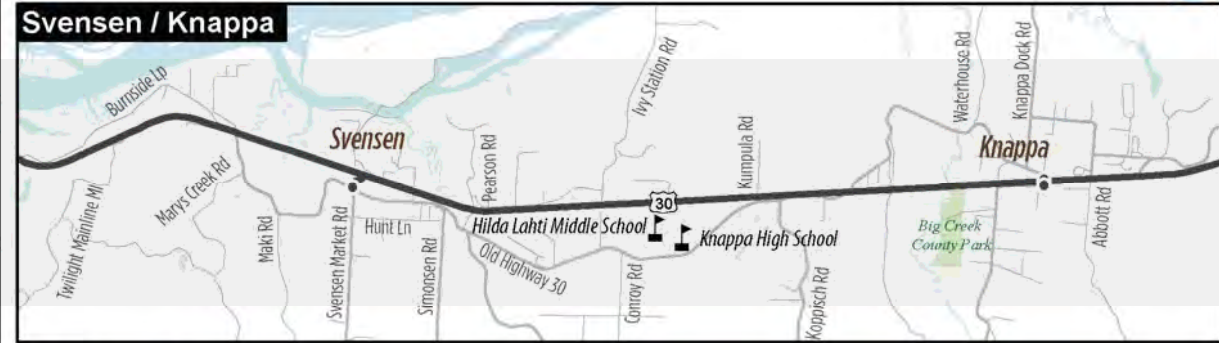 Svensen / Knappa
Burnside Lp
Ivy Station Rd
Waterhouse Rd
Knappa Dock Rd
Svensen
Knappa
Pearson Rd
Kumpula Rd
Marys Creek Rd
30
Twilight Mainline Ml
Maki Rd
Svensen Market Rd
Hunt Ln
Simonsen Rd
Hilda Lahti Middle School
Knappa High School
Old Highway 30
Conroy Rd
Koppisch Rd
Big Creek
County Park
Abbott Rd